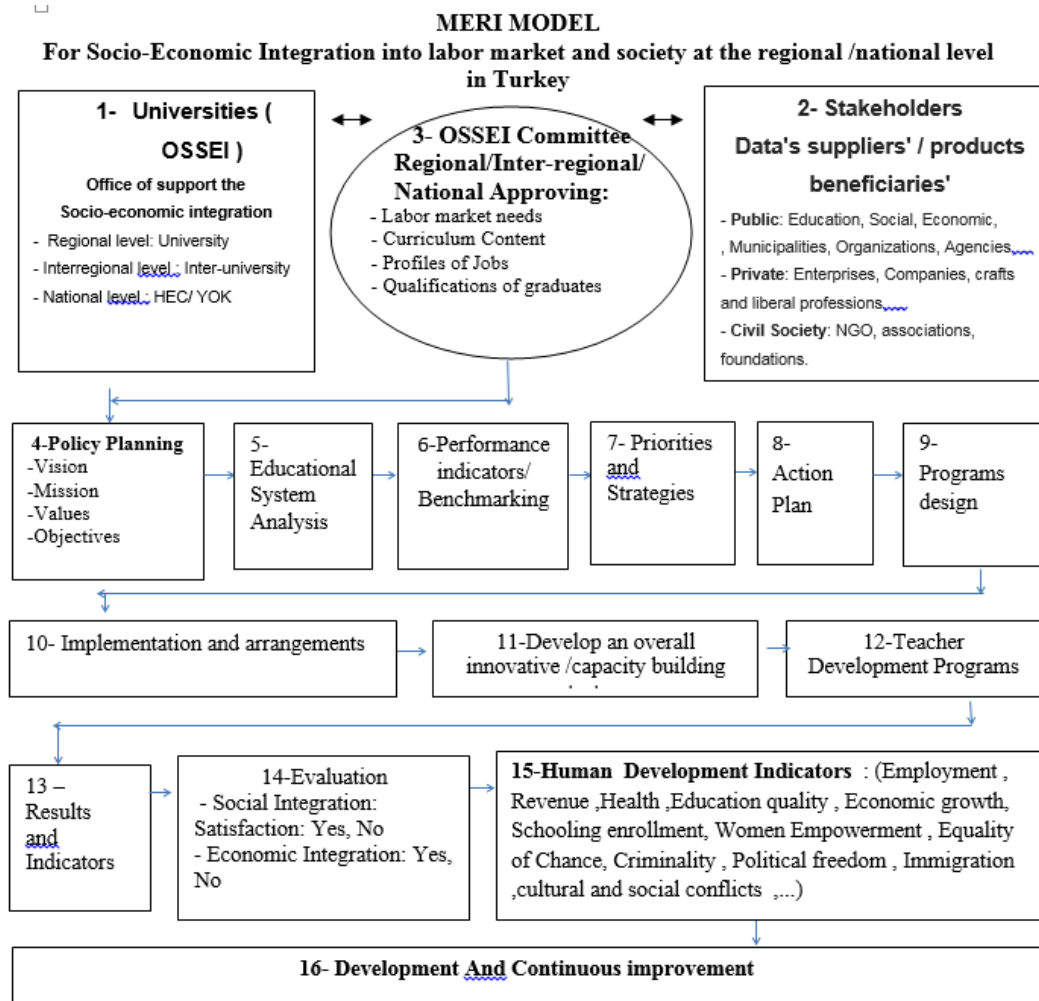 MERI MODEL
For Socio-Economic Integration into labor market and society at the regional /national level
in Turkey
1- Universities (
OSSEI )
Office of support the
Socio-economic integration
- Regional level: University
- Interregional level : Inter-university
- National level : HEC/ YOK
3- OSSEI Committee
Regional/Inter-regional/
National Approving:
- Labor market needs
- Curriculum Content
- Profiles of Jobs
- Qualifications of graduates
2- Stakeholders
Data's suppliers' / products
beneficiaries'
- Public: Education, Social, Economic,
, Municipalities, Organizations, Agencies,....
- Private: Enterprises, Companies, crafts
and liberal professions,....
- Civil Society: NGO, associations,
foundations.
4-Policy Planning
-Vision
-Mission
-Values
-Objectives
5-
Educational
System
Analysis
6-Performance
indicators/
Benchmarking
7- Priorities
and
Strategies
8-
Action
Plan
9-
Programs
design
10- Implementation and arrangements
11-Develop an overall
innovative /capacity building
12-Teacher
Development Programs
13 –
Results
and
Indicators
14-Evaluation
- Social Integration:
Satisfaction: Yes, No
- Economic Integration: Yes,
No
15-Human Development Indicators : (Employment ,
Revenue ,Health ,Education quality , Economic growth,
Schooling enrollment, Women Empowerment , Equality
of Chance, Criminality , Political freedom , Immigration
,cultural and social conflicts ,...)
16- Development And Continuous improvement